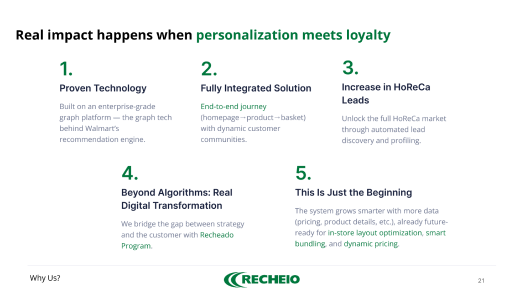 Real impact happens when personalization meets loyalty
1.
Proven Technology
Built on an enterprise-grade
graph platform — the graph tech
behind Walmart's
recommendation engine.
2.
Fully Integrated Solution
End-to-end journey
(homepage→product→basket)
with dynamic customer
communities.
3.
Increase in HoReCa
Leads
Unlock the full HoReCa market
through automated lead
discovery and profiling.
4.
Beyond Algorithms: Real
Digital Transformation
We bridge the gap between strategy
and the customer with Recheado
Program.
5.
This Is Just the Beginning
The system grows smarter with more data
(pricing, product details, etc.), already future-
ready for in-store layout optimization, smart
bundling, and dynamic pricing.
Why Us?
RECHEIO
21